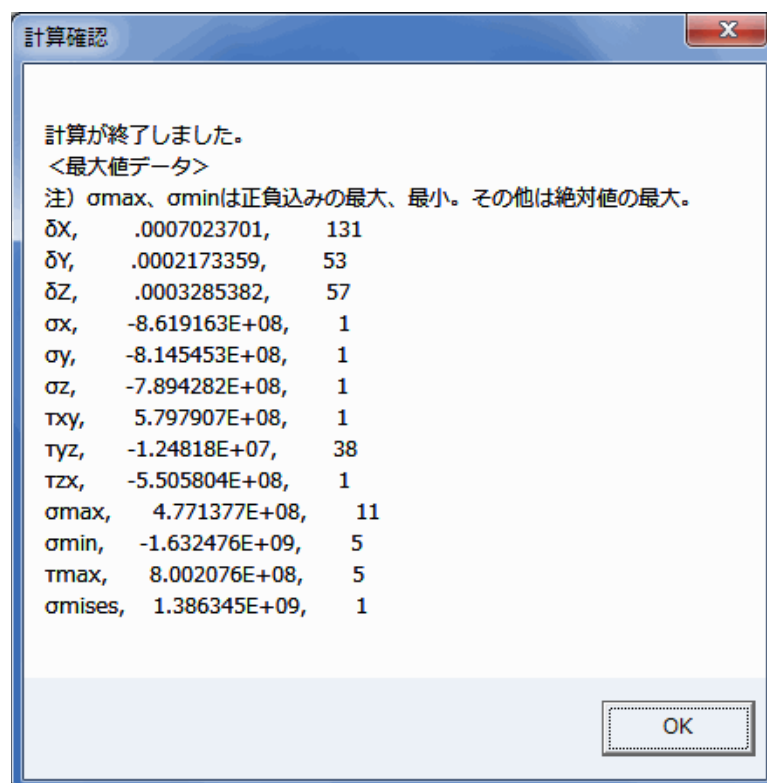 計算確認
計算が終了しました。
<最大値データ>
注）σmax、σminは正負込みの最大、最小。その他は絶対値の最大。
δX, .0007023701, 131
δY, .0002173359, 53
δZ, .0003285382, 57
σx, -8.619163E+08, 1
σy, -8.145453E+08, 1
σz, -7.894282E+08, 1
τxy, 5.797907E+08, 1
τyz, -1.24818E+07, 38
τzx, -5.505804E+08, 1
σmax, 4.771377E+08, 11
σmin, -1.632476E+09, 5
τmax, 8.002076E+08, 5
σmises, 1.386345E+09, 1
OK